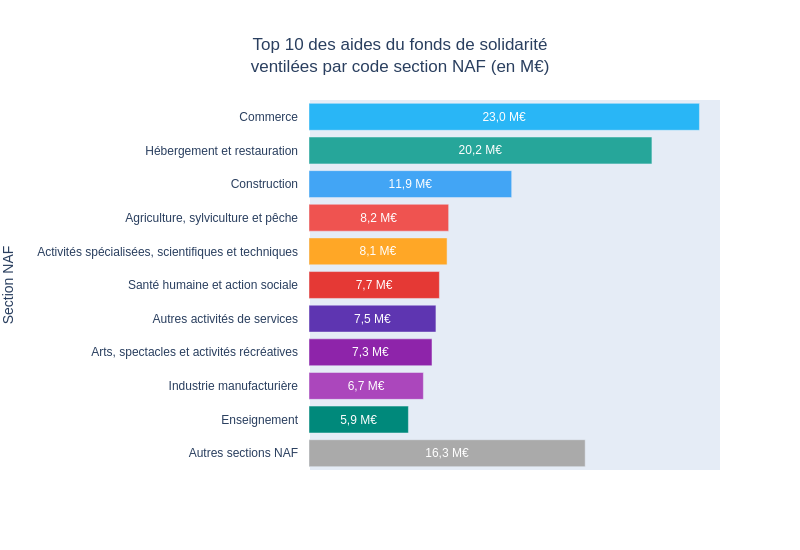 Top 10 des aides du fonds de solidarité
ventilées par code section NAF (en M€)
Section NAF
Commerce 23,0 M€
Hébergement et restauration 20,2 M€
Construction 11,9 M€
Agriculture, sylviculture et pêche 8,2 M€
Activités spécialisées, scientifiques et techniques 8,1 M€
Santé humaine et action sociale 7,7 M€
Autres activités de services 7,5 M€
Arts, spectacles et activités récréatives 7,3 M€
Industrie manufacturière 6,7 M€
Enseignement 5,9 M€
Autres sections NAF 16,3 M€